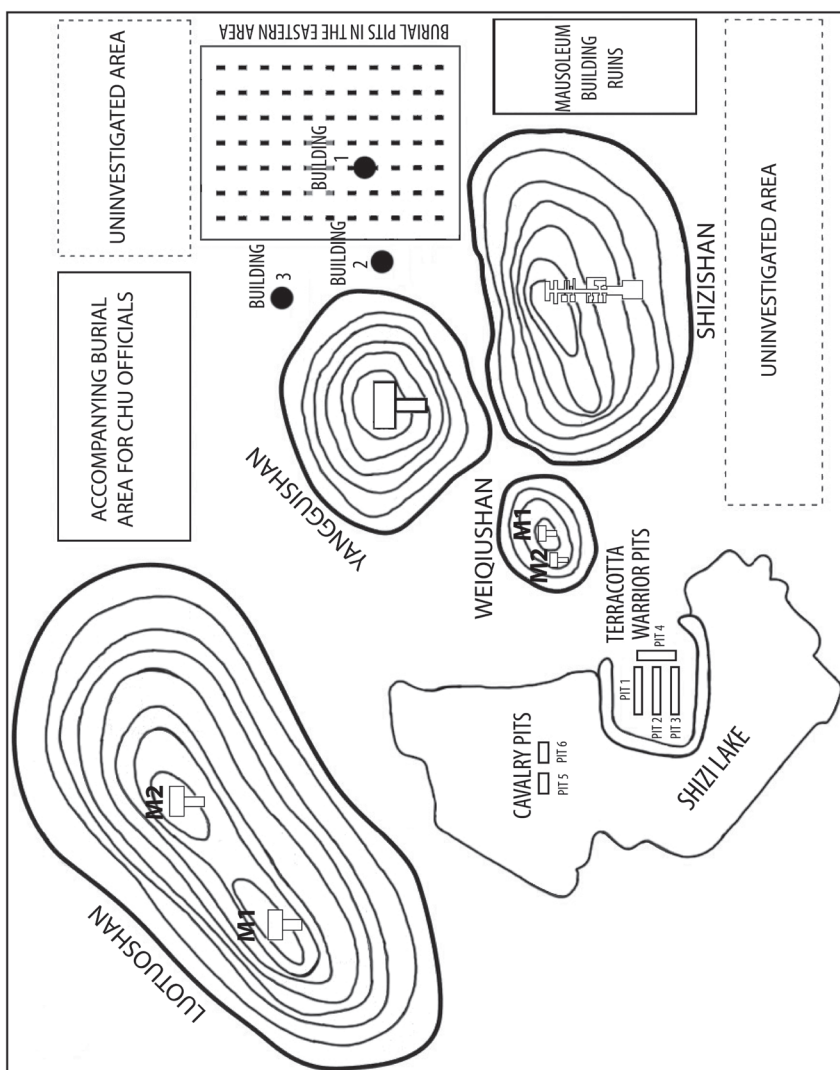 UNINVESTIGATED AREA
BURIAL PITS IN THE EASTERN AREA
MAUSOLEUM
BUILDING
RUINS
BUILDING
1
BUILDING
2
BUILDING
3
ACCOMPANYING BURIAL
AREA FOR CHU OFFICIALS
YANGGUISHAN
SHIZISHAN
UNINVESTIGATED AREA
WEIQIUSHAN
M1
M2
TERRACOTTA
WARRIOR PITS
PIT 4
PIT 1
PIT 2
PIT 3
CAVALRY PITS
PIT 6
PIT 5
SHIZI LAKE
LUOTUOSHAN
M2
M1